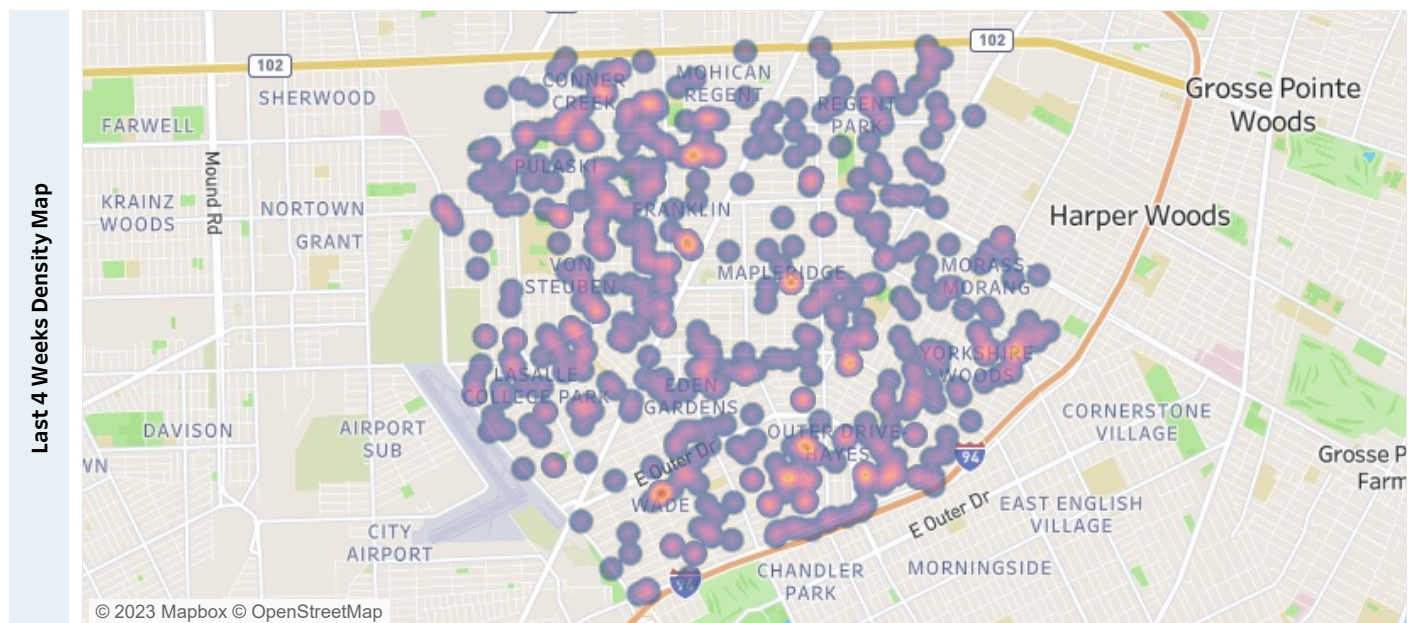 Last 4 Weeks Density Map
102
102
CONNER
CREEK
MOHICAN
REGENT
SHERWOOD
Grosse Pointe
Woods
REGENT
PARK
FARWELL
Mound Rd
PULASKI
KRAINZ
WOODS
NORTOWN
FRANKLIN
Harper Woods
GRANT
VON
STEUBEN
MAPLERIDGE
MORASS
MORANG
YORKSHIRE
WOODS
LASALLE
COLLEGE PARK
EDEN
GARDENS
CORNERSTONE
VILLAGE
DAVISON
AIRPORT
SUB
OUTER DRIVE-
HAYES
94
Grosse P
Farm
WN
E Outer Dr
WADE
E Outer Dr
EAST ENGLISH
VILLAGE
CITY
AIRPORT
CHANDLER
PARK
MORNINGSIDE
94
© 2023 Mapbox © OpenStreetMap